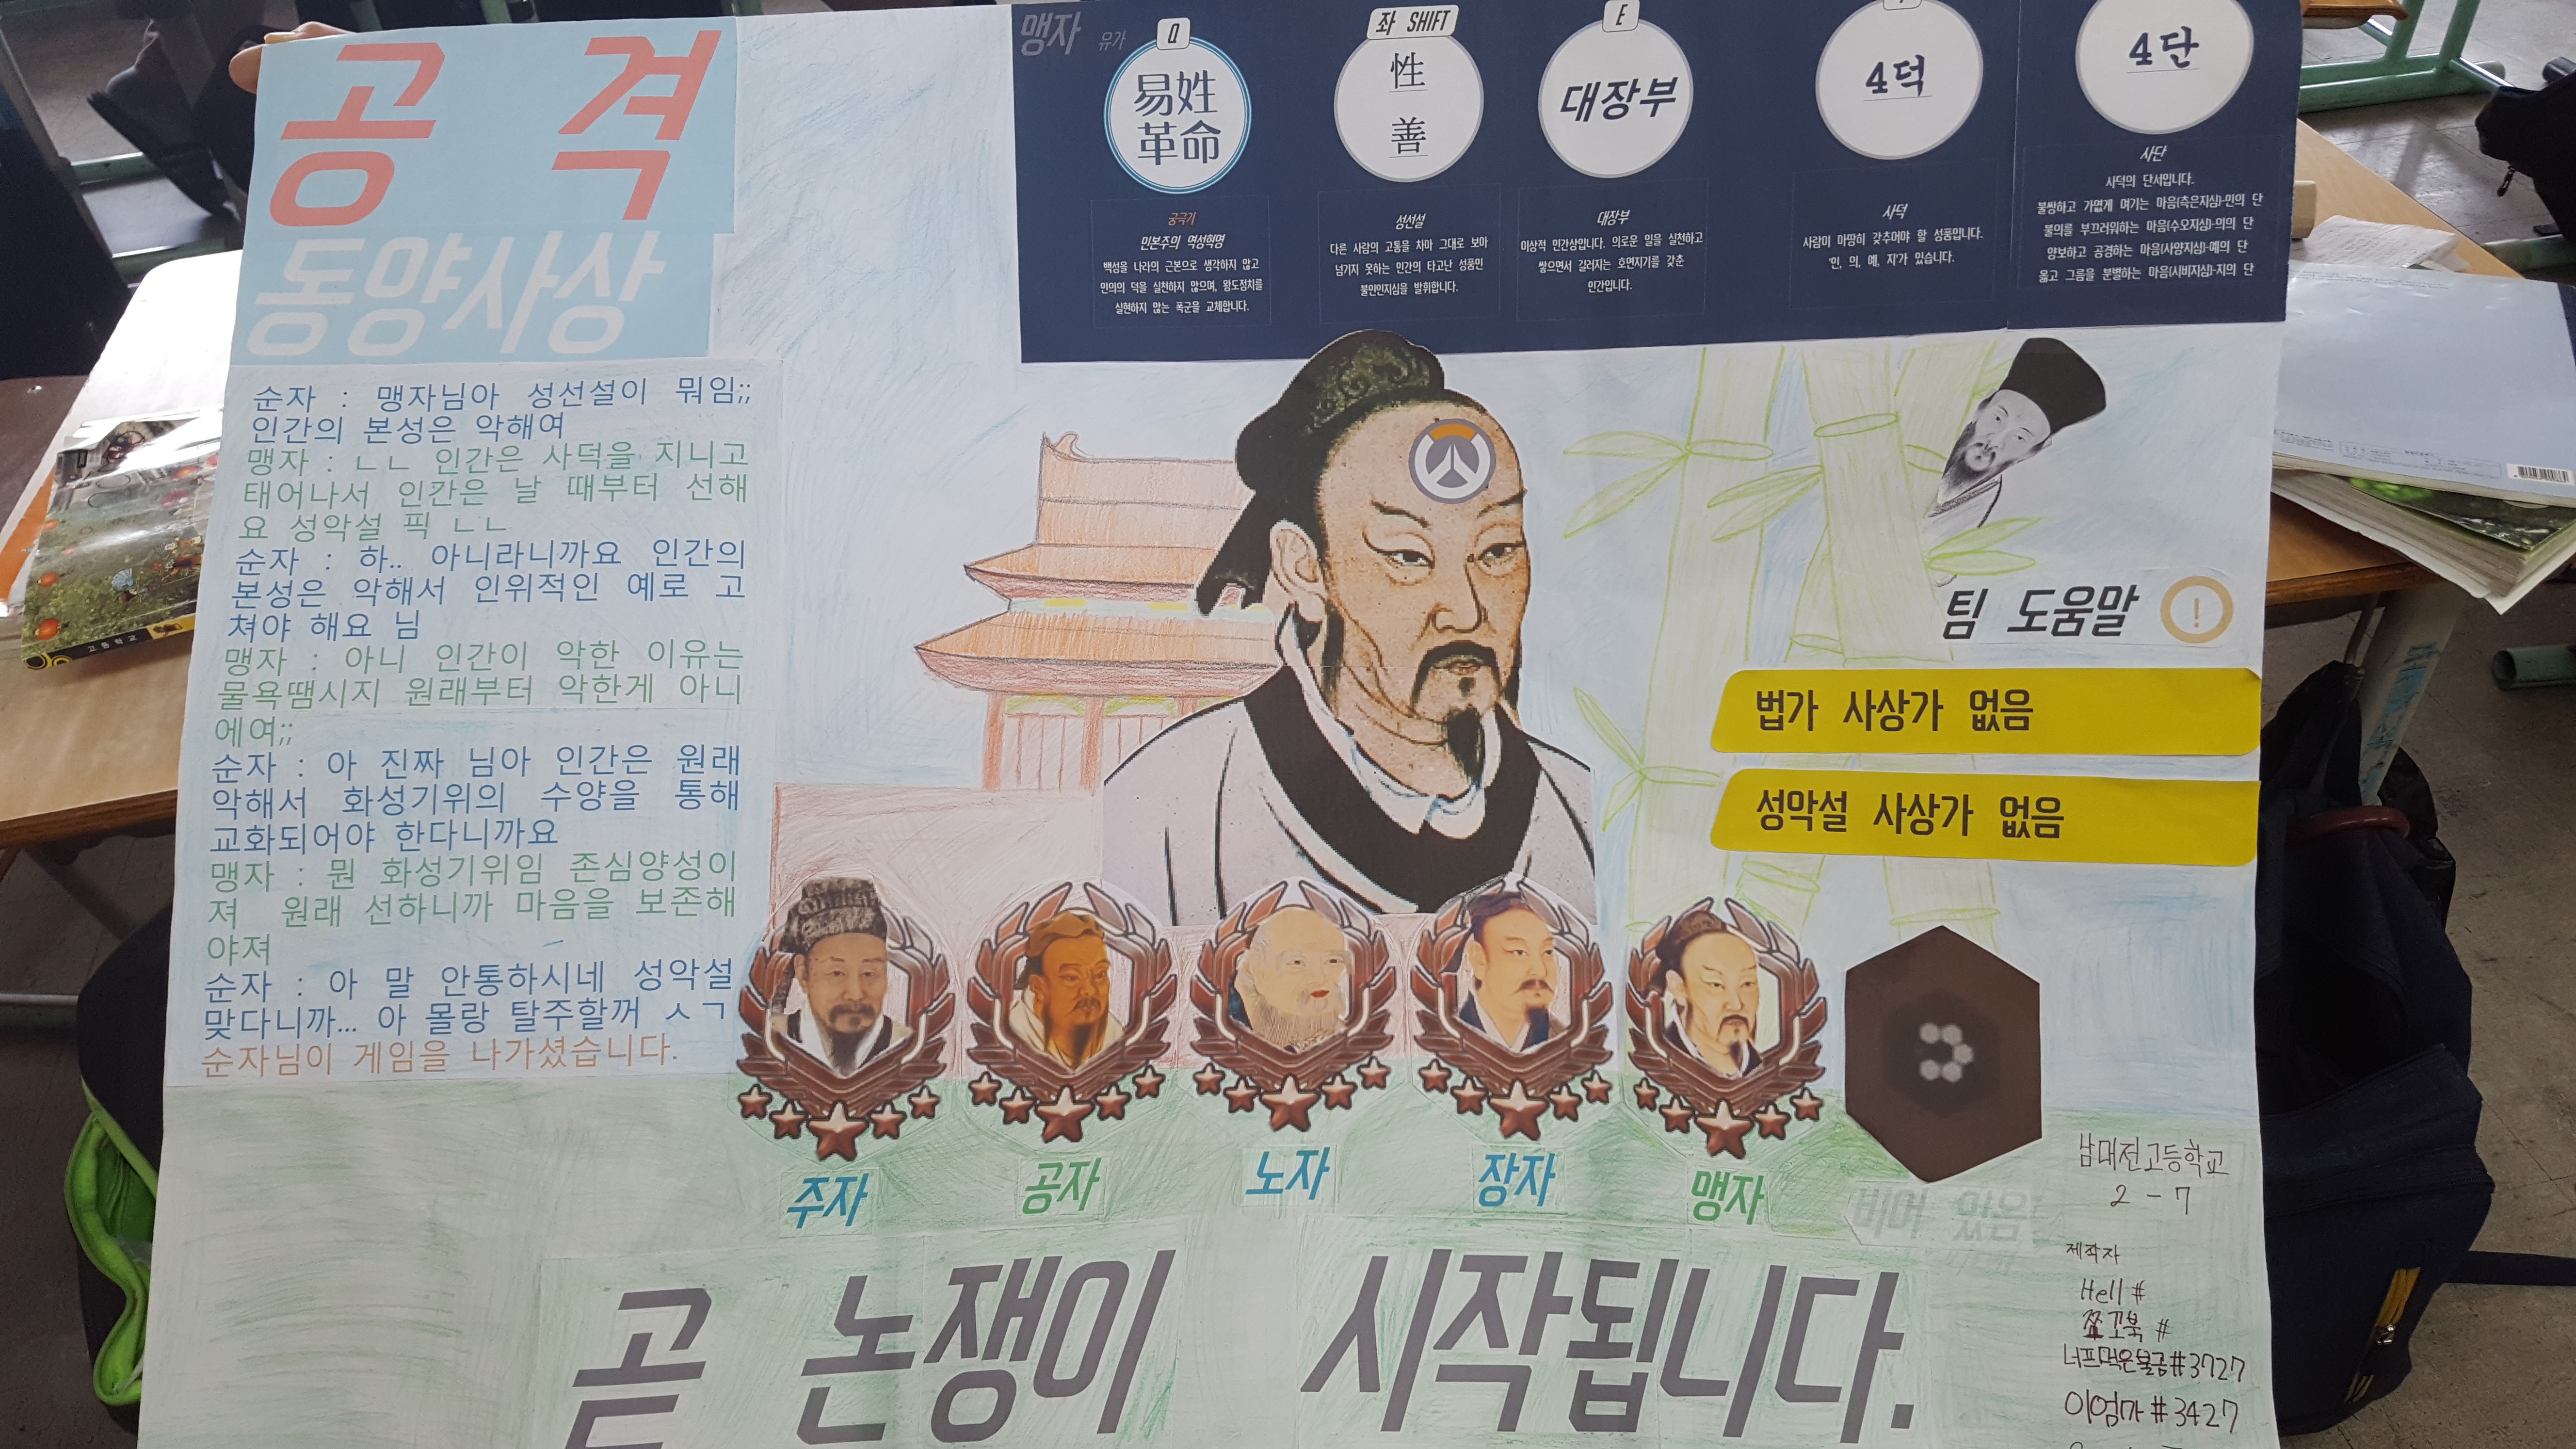 공 격
동양사상
순자 : 맹자님아 성선설이 뭐임;;
인간의 본성은 악해여
맹자 : ㄴㄴ 인간은 사덕을 지니고
태어나서 인간은 날 때부터 선해
요 성악설 픽 ㄴㄴ
순자 : 하.. 아니라니까요 인간의
본성은 악해서 인위적인 예로 고
쳐야 해요 님
맹자 : 아니 인간이 악한 이유는
물욕땜시지 원래부터 악한게 아니
에여;;
순자 : 아 진짜 님아 인간은 원래
악해서 화성기위의 수양을 통해
교화되어야 한다니까요
맹자 : 뭔 화성기위임 존심양성이
져 원래 선하니까 마음을 보존해
야져
순자 : 아 말 안통하시네 성악설
맞다니까... 아 몰랑 탈주할꺼 ㅅㄱ
순자님이 게임을 나가셨습니다.
맹자 유가
Q
易姓
革命
궁극기
민본주의 역성혁명
백성을 나라의 근본으로 생각하지 않고
인의의 덕을 실천하지 않으며, 왕도정치를
실현하지 않는 폭군을 교체합니다.
좌 SHIFT
性
善
성선설
다른 사람의 고통을 차마 그대로 보아
넘기지 못하는 인간의 타고난 성품인
불인인지심을 발휘합니다.
E
대장부
대장부
이상적 인간상입니다. 의로운 일을 실천하고
쌓으면서 길러지는 호연지기를 갖춘
인간입니다.
4덕
사덕
사람이 마땅히 갖추어야 할 성품입니다.
'인, 의, 예, 지'가 있습니다.
4단
사단
사덕의 단서입니다.
불쌍하고 가엾게 여기는 마음(측은지심)-인의 단
불의를 부끄러워하는 마음(수오지심)-의의 단
양보하고 공경하는 마음(사양지심)-예의 단
옳고 그름을 분별하는 마음(시비지심)-지의 단
팀 도움말 !
법가 사상가 없음
성악설 사상가 없음
주자
공자
노자
장자
맹자
비어 있음
곧 논쟁이 시작됩니다.
남대전고등학교
2 - 7
제작자
Hell #
꼬북 #
너프먹은불곰#3727
이엄마#3427
고등학교